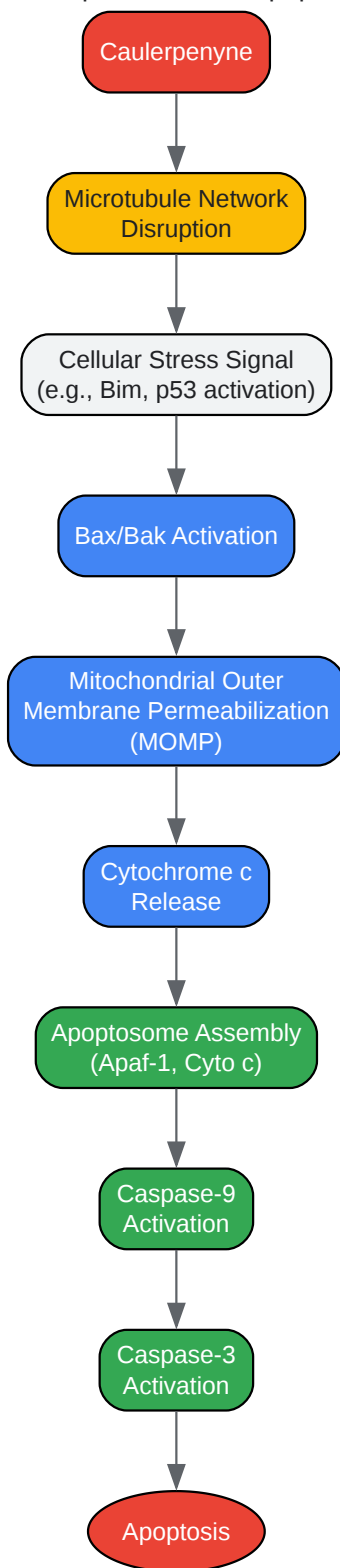 Caulerpenyne
Microtubule Network
Disruption
Cellular Stress Signal
(e.g., Bim, p53 activation)
Bax/Bak Activation
Mitochondrial Outer
Membrane Permeabilization
(MOMP)
Cytochrome c
Release
Apoptosome Assembly
(Apaf-1, Cyto c)
Caspase-9
Activation
Caspase-3
Activation
Apoptosis